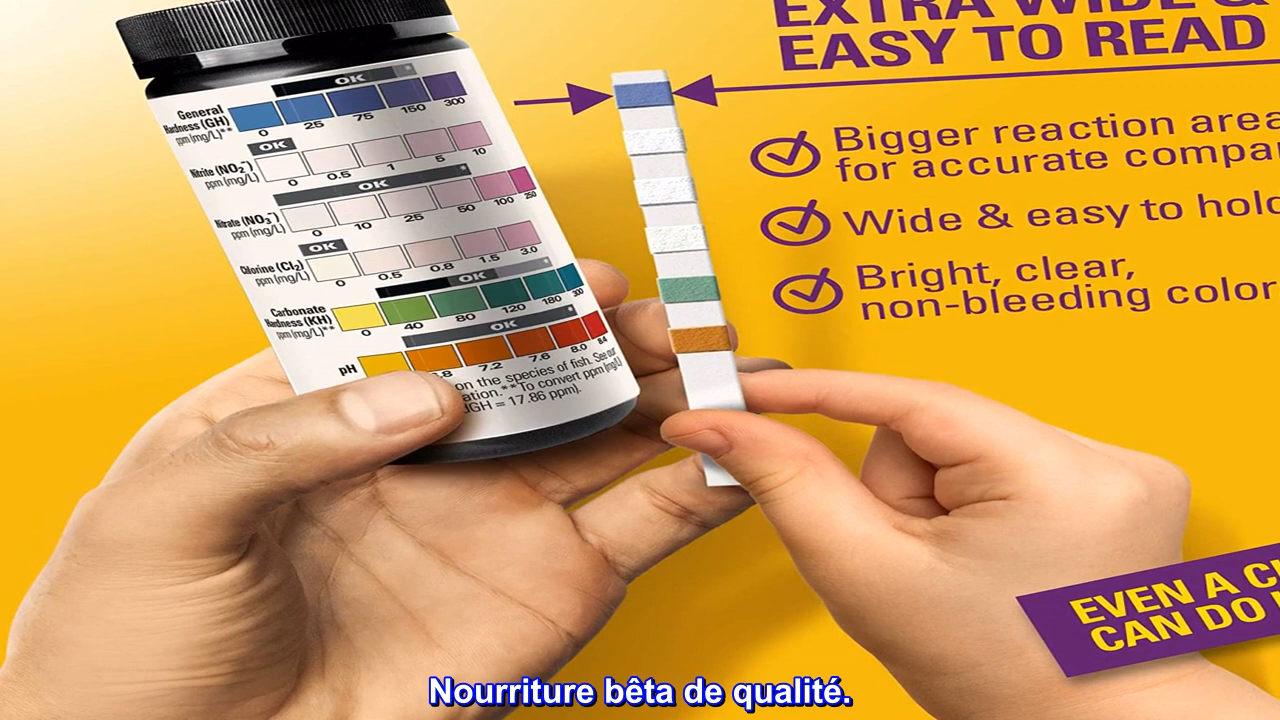 EXTRA WIDE &
EASY TO READ
Bigger reaction area
for accurate compar
Wide & easy to hold
Bright, clear,
non-bleeding color
OK
General
Hardness (GH)
ppm (mg/L)**
0 25 75 150 300
OK
Nitrite (NO₂⁻)
ppm (mg/L)
0 0.5 1 5 10
OK
Nitrate (NO₃⁻)
ppm (mg/L)
0 10 25 50 100 250
OK
Chlorine (Cl₂)
ppm (mg/L)
0 0.5 0.8 1.5 3.0
OK
Carbonate
Hardness (KH)
ppm (mg/L)**
0 40 80 120 180 300
OK
pH
.8 7.2 7.6 8.0 8.4
on the species of fish. See our
ation.**To convert ppm (mg/L)
GH = 17.86 ppm).
EVEN A
CAN DO
Nourriture bêta de qualité.